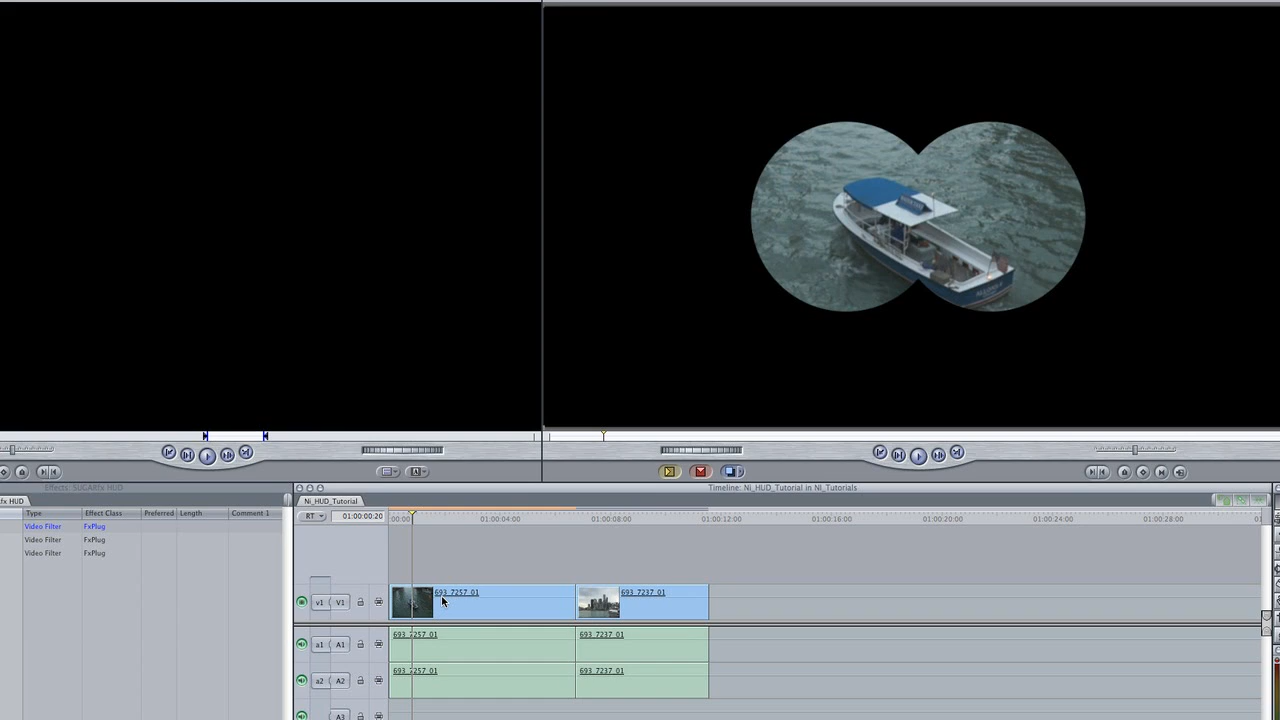 Effects: SUGARfx HUD
Timeline: Ni_HUD_Tutorial in NI_Tutorials
fx HUD
Ni_HUD_Tutorial
Type Effect Class Preferred Length Comment 1
RT 01:00:00:20 00:00 01:00:04:00 01:00:08:00 01:00:12:00 01:00:16:00 01:00:20:00 01:00:24:00 01:00:28:00
Video Filter FxPlug
Video Filter FxPlug
Video Filter FxPlug
v1 V1 693_7257_01 693_7237_01
693_7257_01 693_7237_01
a1 A1
693_7257_01 693_7237_01
a2 A2
A3